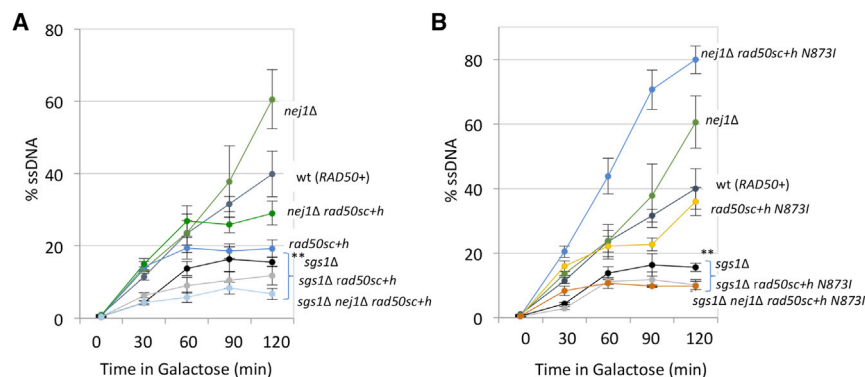 A
% ssDNA
80
60
40
20
0
nej1Δ
wt (RAD50+)
nej1Δ rad50sc+h
rad50sc+h
**
sgs1Δ
sgs1Δ rad50sc+h
sgs1Δ nej1Δ rad50sc+h
0 30 60 90 120
Time in Galactose (min)
B
% ssDNA
80
60
40
20
0
nej1Δ rad50sc+h N873I
nej1Δ
wt (RAD50+)
rad50sc+h N873I
**
sgs1Δ
sgs1Δ rad50sc+h N873I
sgs1Δ nej1Δ rad50sc+h N873I
0 30 60 90 120
Time in Galactose (min)